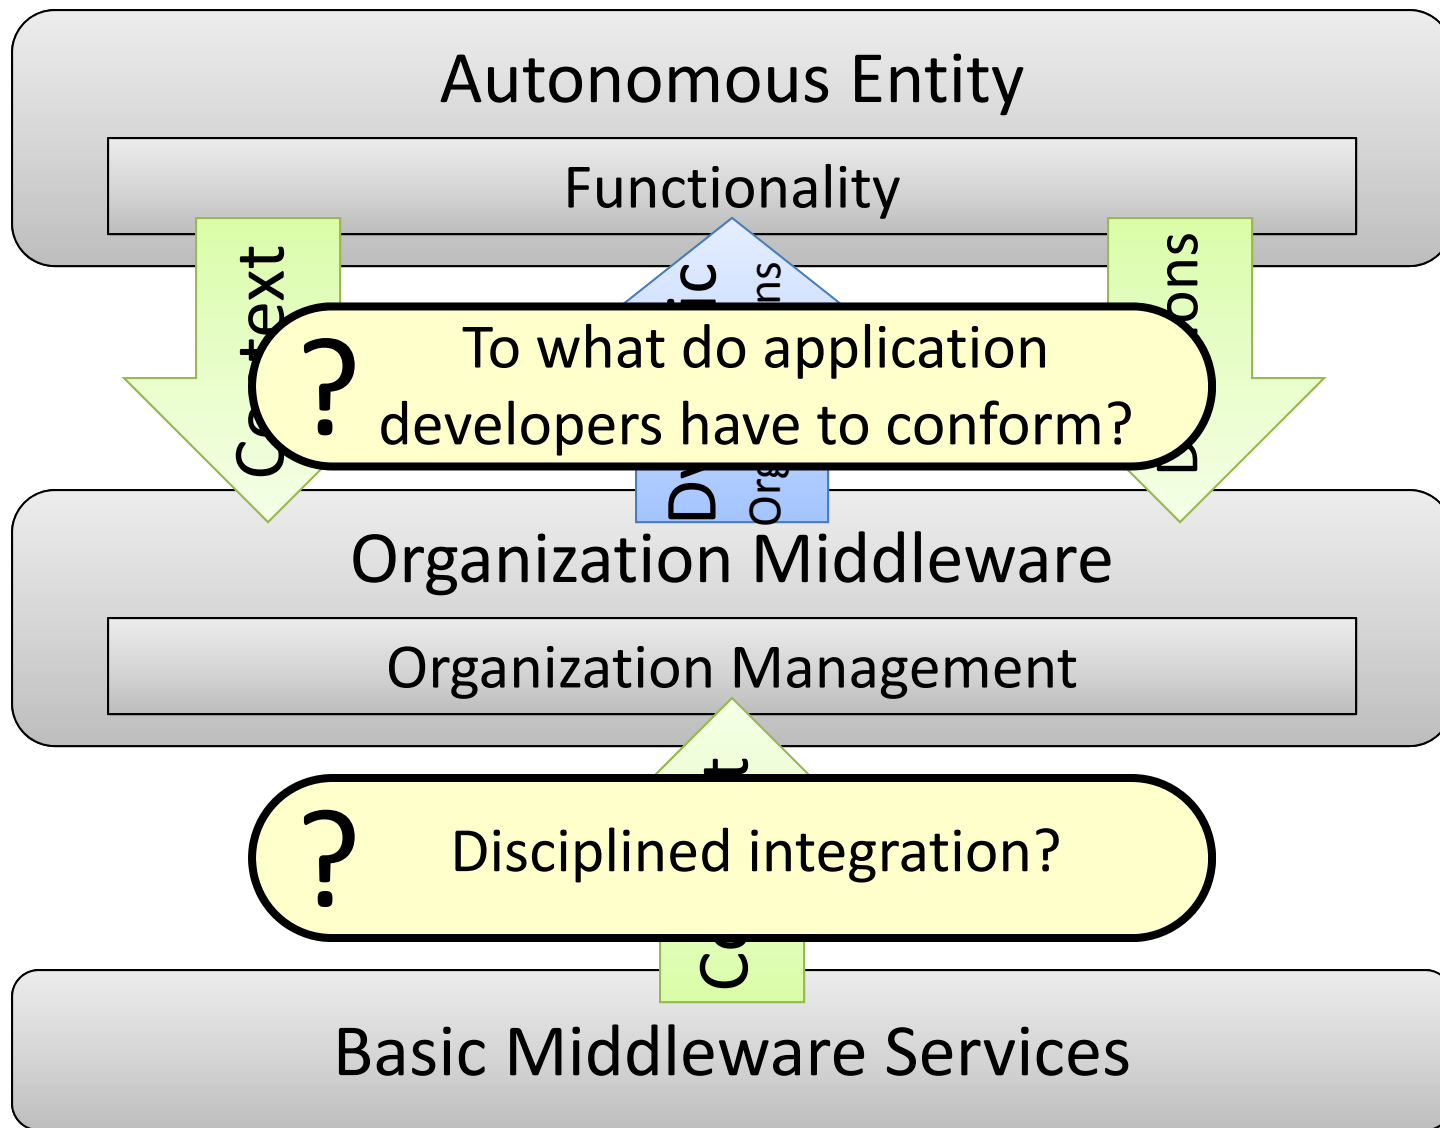 Autonomous Entity
Functionality
?
To what do application
developers have to conform?
Organization Middleware
Organization Management
?
Disciplined integration?
Basic Middleware Services